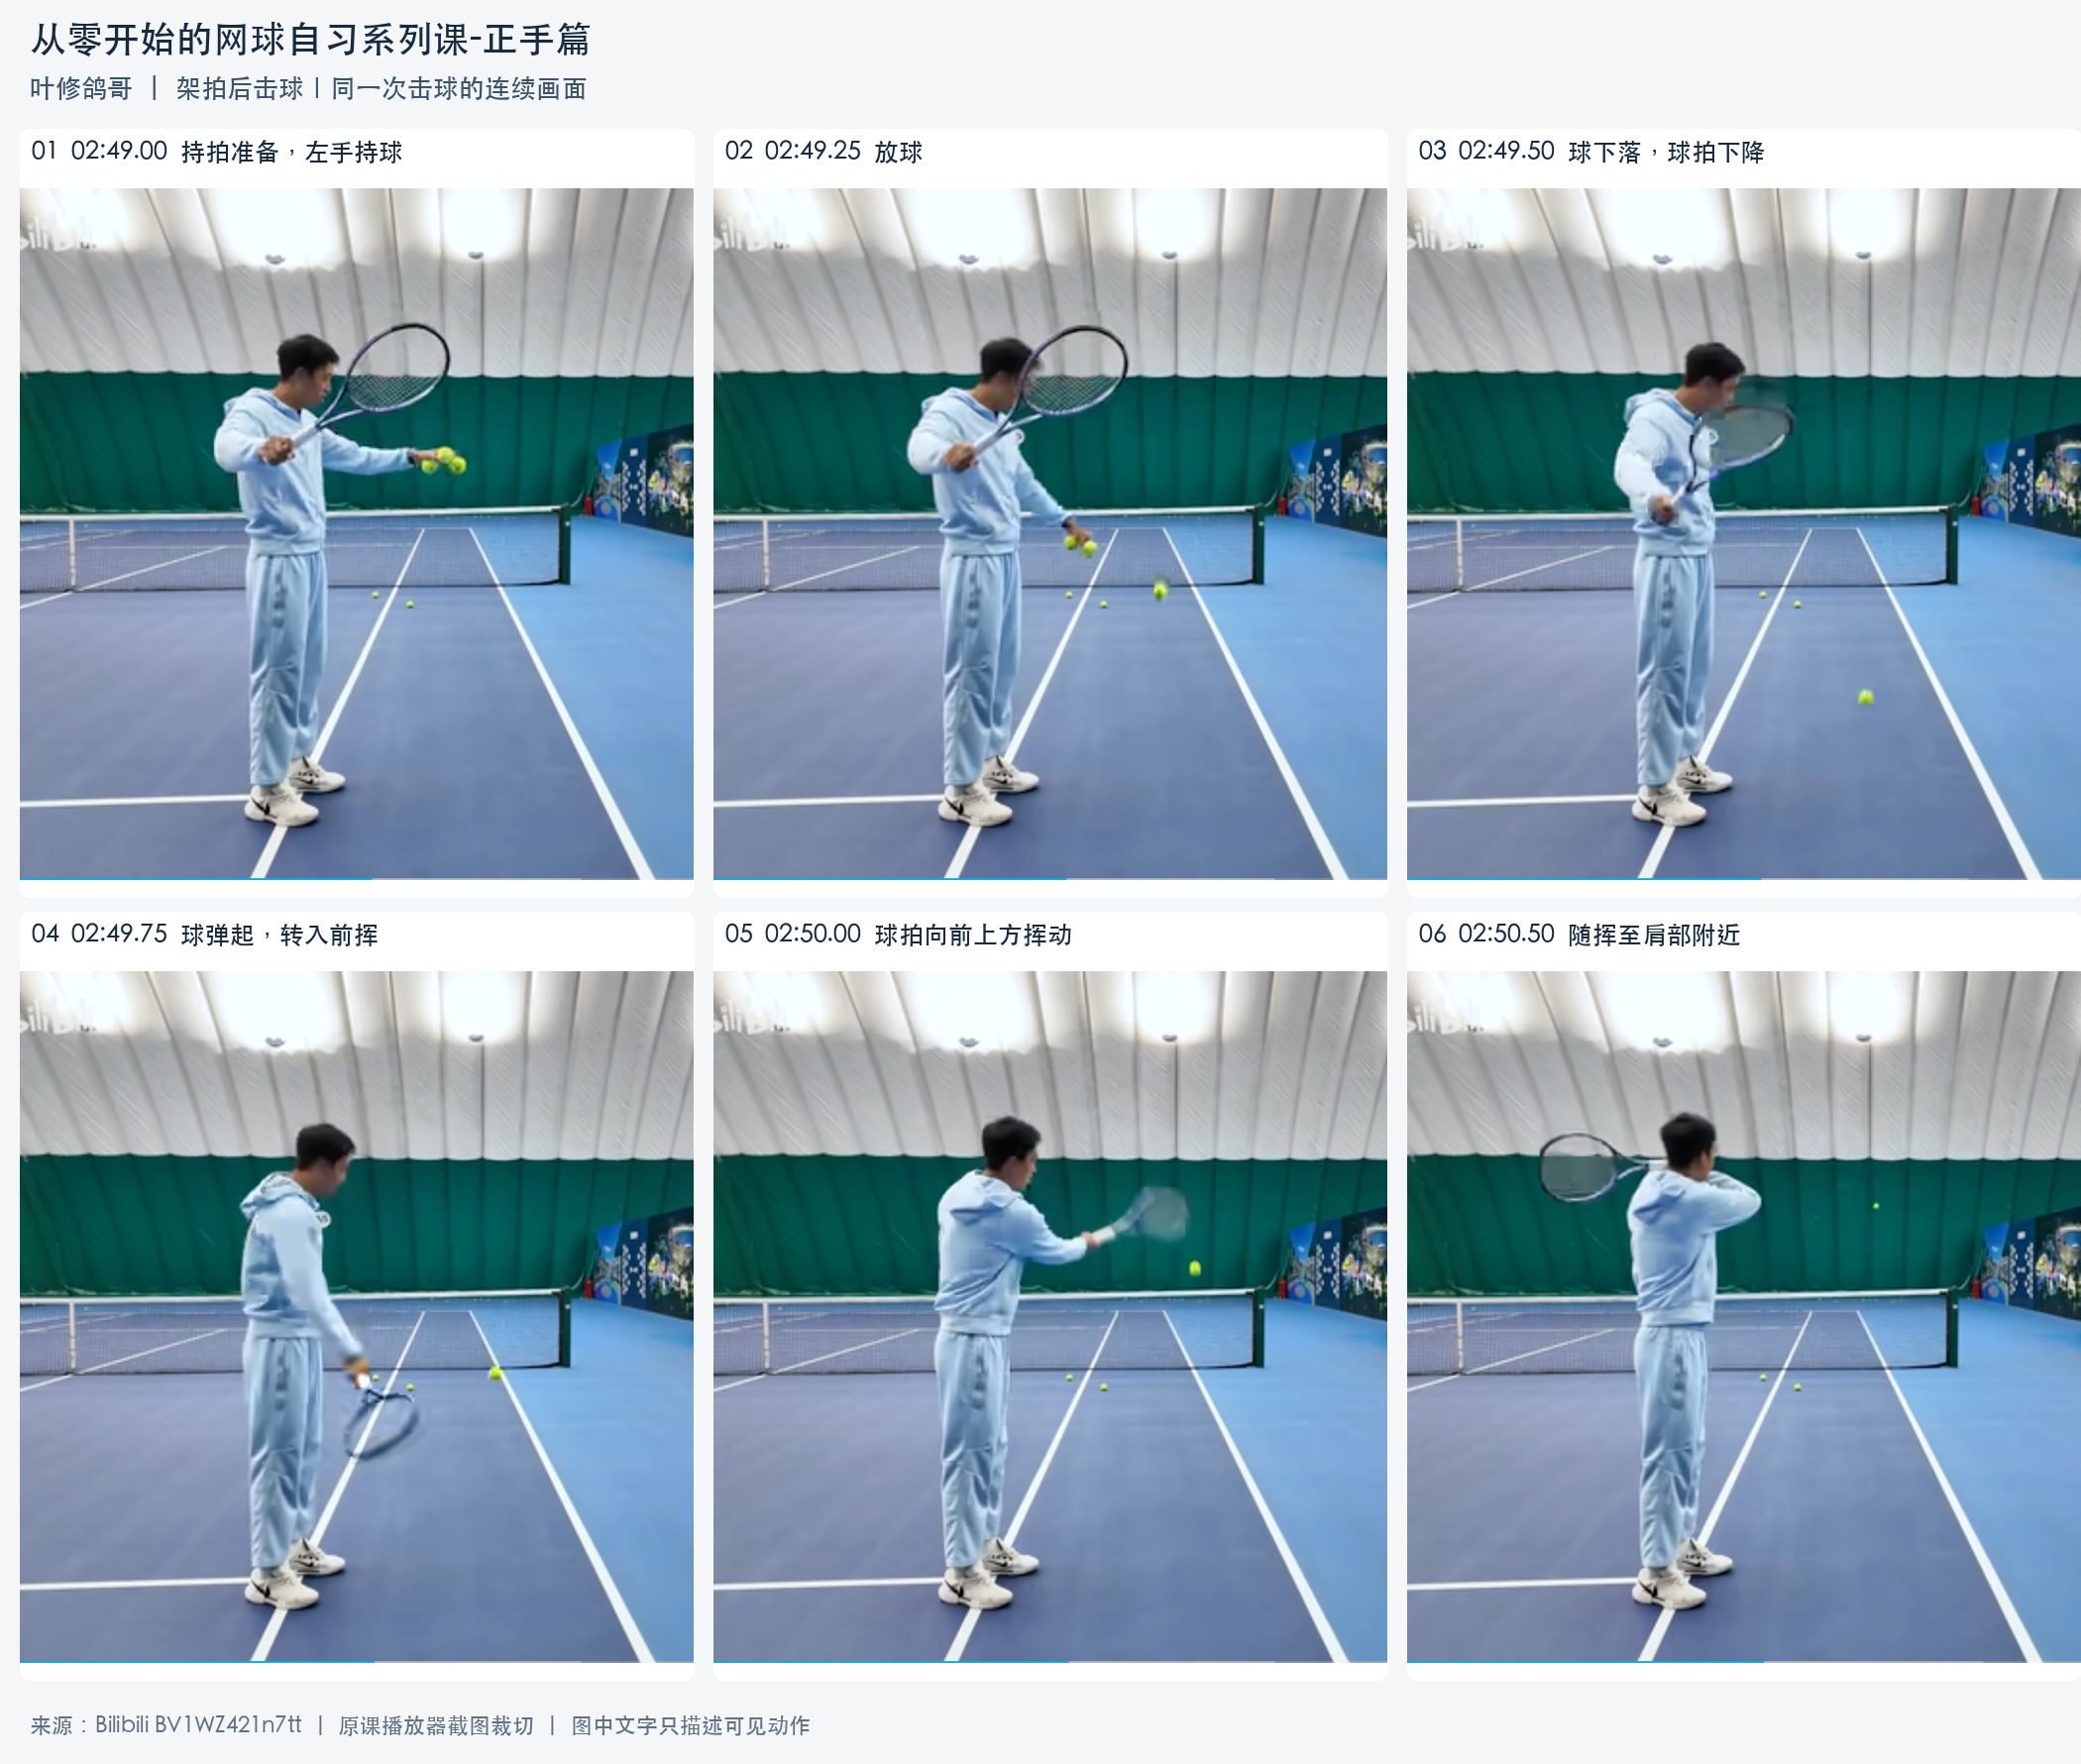 从零开始的网球自习系列课-正手篇
叶修鸽哥 | 架拍后击球 | 同一次击球的连续画面
01 02:49.00 持拍准备，左手持球
02 02:49.25 放球
03 02:49.50 球下落，球拍下降
bilibili
bilibili
bilibili
04 02:49.75 球弹起，转入前挥
05 02:50.00 球拍向前上方挥动
06 02:50.50 随挥至肩部附近
bilibili
bilibili
bilibili
来源：Bilibili BV1WZ421n7tt | 原课播放器截图裁切 | 图中文字只描述可见动作